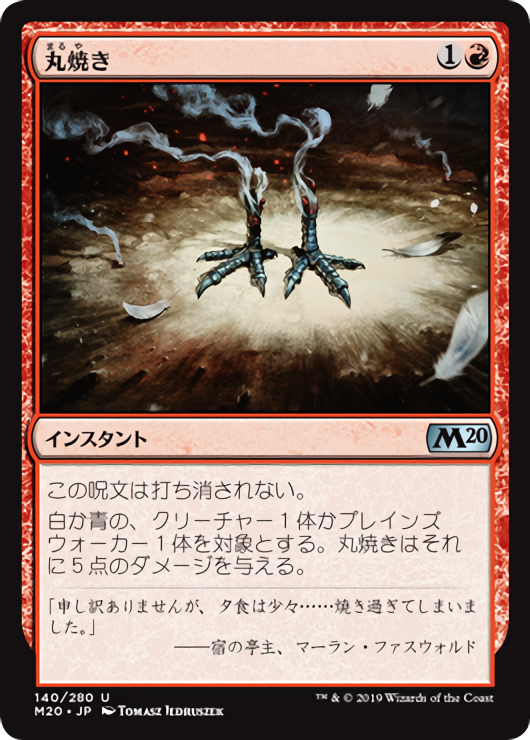 まるや
丸焼き
1
インスタント
M20
この呪文は打ち消されない。
白か青の、クリーチャー１体かプレインズ
ウォーカー１体を対象とする。丸焼きはそれ
に５点のダメージを与える。
「申し訳ありませんが、夕食は少々……焼き過ぎてしまいま
した。」
――宿の亭主、マーラン・ファスウォルド
140/280 U
M20・JP Tomasz Jedruszek
™ & © 2019 Wizards of the Coast